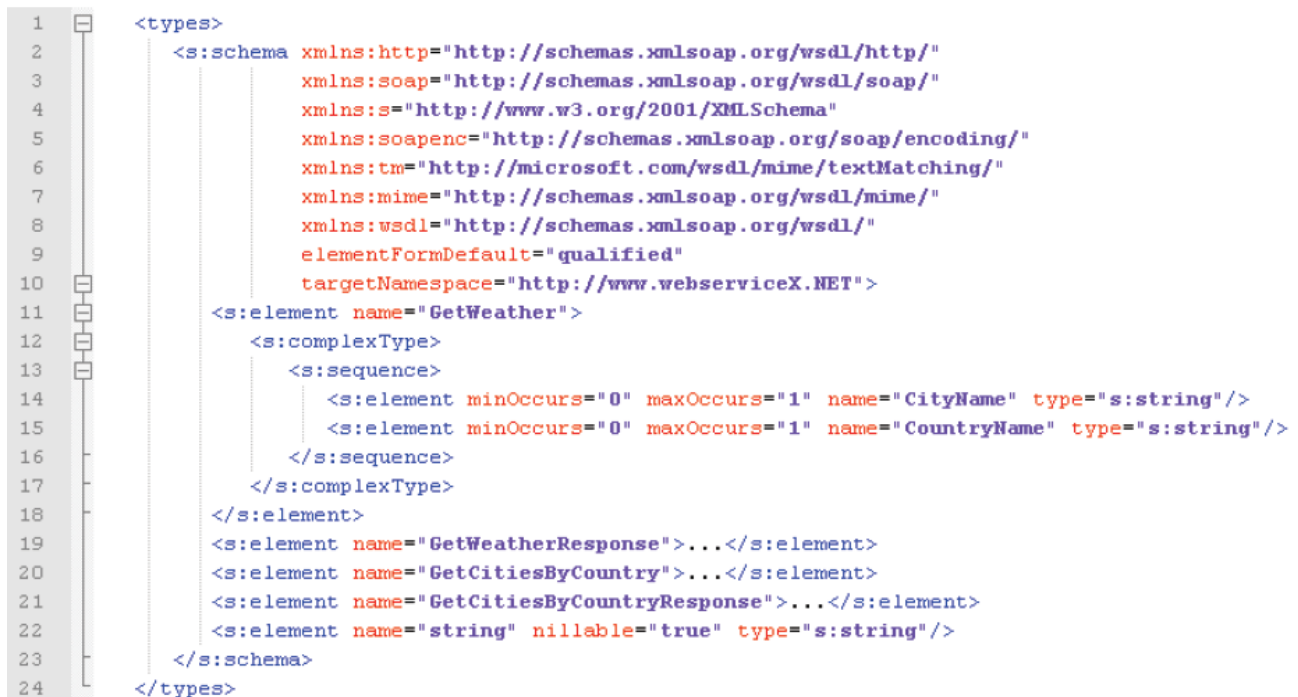 1 <types>
2 <s:schema xmlns:http="http://schemas.xmlsoap.org/wsdl/http/"
3 xmlns:soap="http://schemas.xmlsoap.org/wsdl/soap/"
4 xmlns:s="http://www.w3.org/2001/XMLSchema"
5 xmlns:soapenc="http://schemas.xmlsoap.org/soap/encoding/"
6 xmlns:tm="http://microsoft.com/wsdl/mime/textMatching/"
7 xmlns:mime="http://schemas.xmlsoap.org/wsdl/mime/"
8 xmlns:wsdl="http://schemas.xmlsoap.org/wsdl/"
9 elementFormDefault="qualified"
10 targetNamespace="http://www.webserviceX.NET">
11 <s:element name="GetWeather">
12 <s:complexType>
13 <s:sequence>
14 <s:element minOccurs="0" maxOccurs="1" name="CityName" type="s:string"/>
15 <s:element minOccurs="0" maxOccurs="1" name="CountryName" type="s:string"/>
16 </s:sequence>
17 </s:complexType>
18 </s:element>
19 <s:element name="GetWeatherResponse">...</s:element>
20 <s:element name="GetCitiesByCountry">...</s:element>
21 <s:element name="GetCitiesByCountryResponse">...</s:element>
22 <s:element name="string" nillable="true" type="s:string"/>
23 </s:schema>
24 </types>